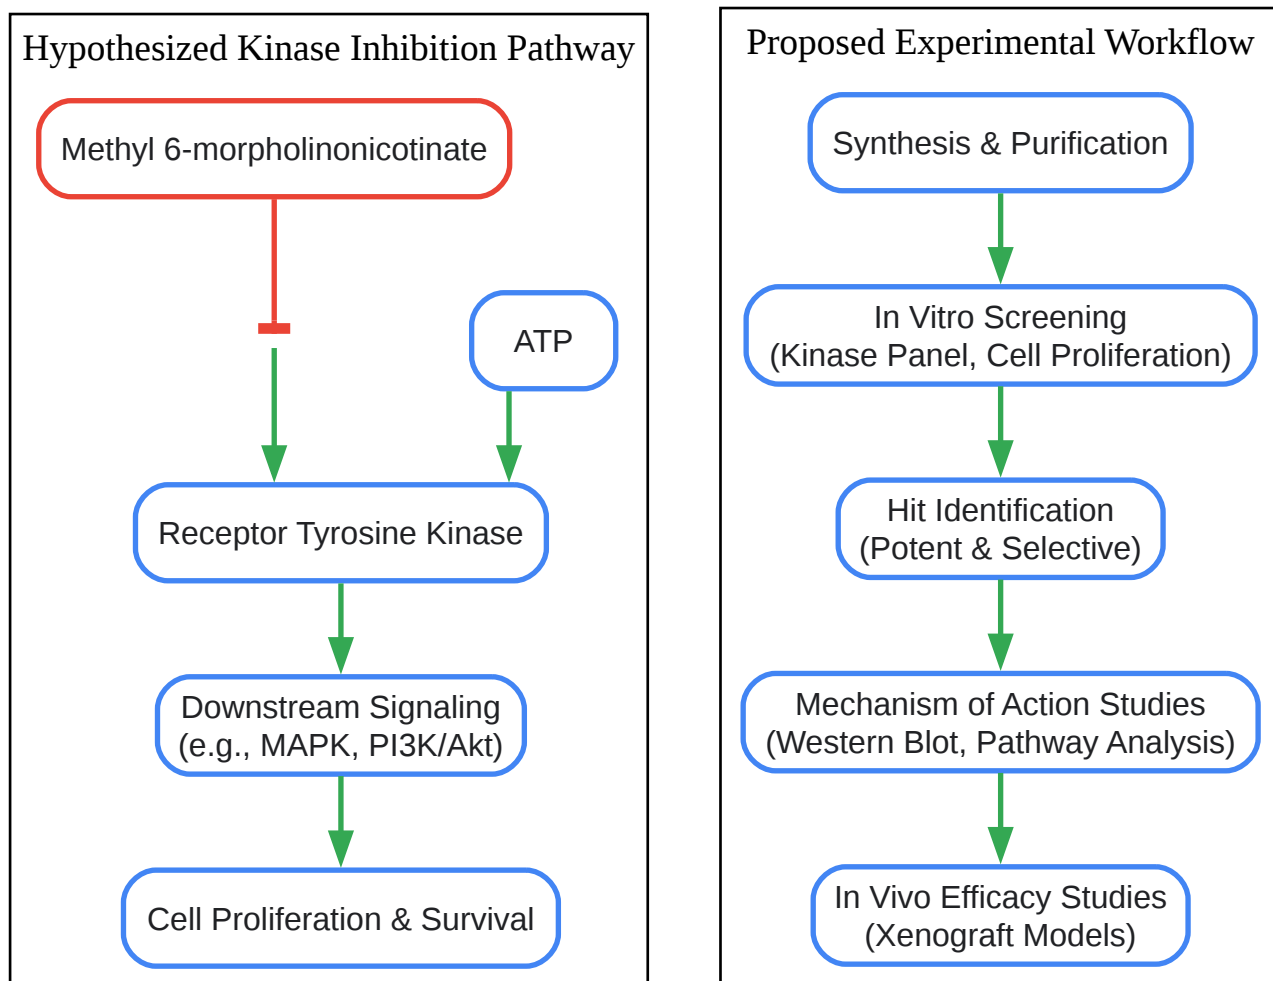 Hypothesized Kinase Inhibition Pathway
Methyl 6-morpholinonicotinate
ATP
Receptor Tyrosine Kinase
Downstream Signaling
(e.g., MAPK, PI3K/Akt)
Cell Proliferation & Survival
Proposed Experimental Workflow
Synthesis & Purification
In Vitro Screening
(Kinase Panel, Cell Proliferation)
Hit Identification
(Potent & Selective)
Mechanism of Action Studies
(Western Blot, Pathway Analysis)
In Vivo Efficacy Studies
(Xenograft Models)